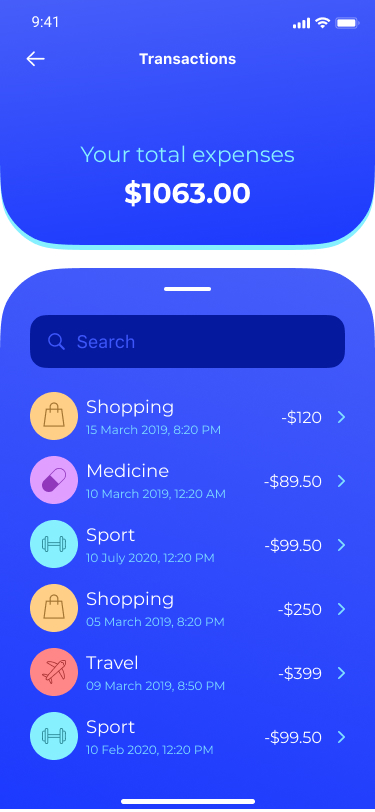 9:41
Transactions
Your total expenses
$1063.00
Search
Shopping
15 March 2019, 8:20 PM
-$120
Medicine
10 March 2019, 12:20 AM
-$89.50
Sport
10 July 2020, 12:20 PM
-$99.50
Shopping
05 March 2019, 8:20 PM
-$250
Travel
09 March 2019, 8:50 PM
-$399
Sport
10 Feb 2020, 12:20 PM
-$99.50